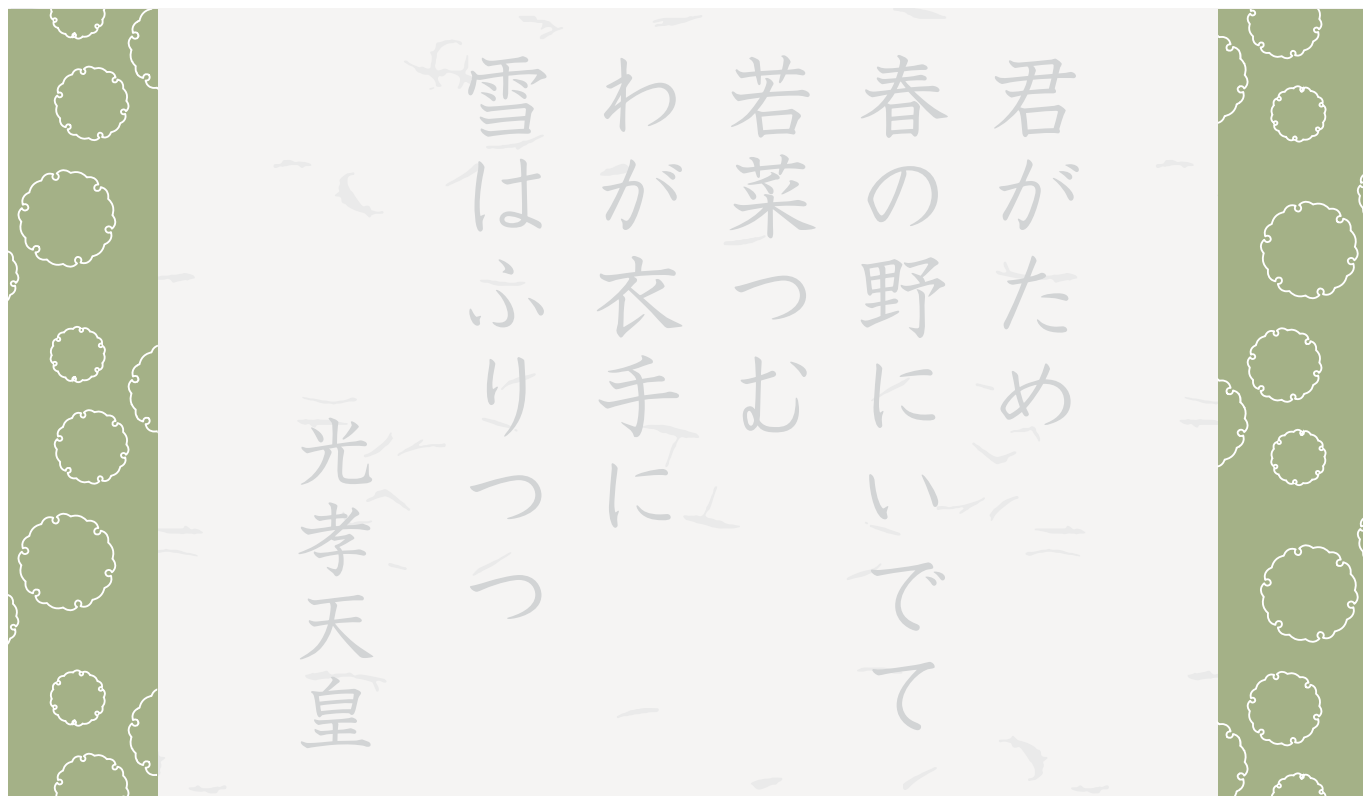 君がため
春の野にいでて
若菜つむ
わが衣手に
雪はふりつつ
光孝天皇